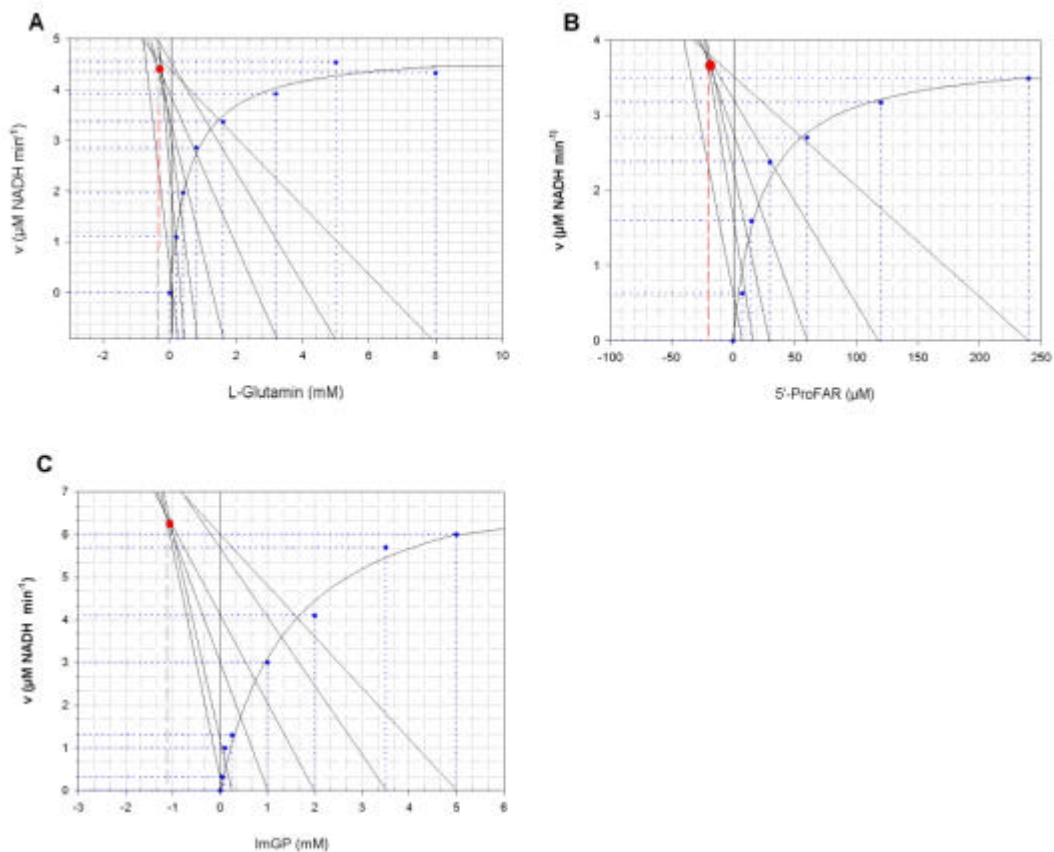 A
5
4
3
2
1
0
-2 0 2 4 6 8 10
v (µM NADH min⁻¹)
L-Glutamin (mM)
B
4
3
2
1
0
-100 -50 0 50 100 150 200 250
v (µM NADH min⁻¹)
5'-ProFAR (µM)
C
7
6
5
4
3
2
1
0
-3 -2 -1 0 1 2 3 4 5 6
v (µM NADH min⁻¹)
ImGP (mM)